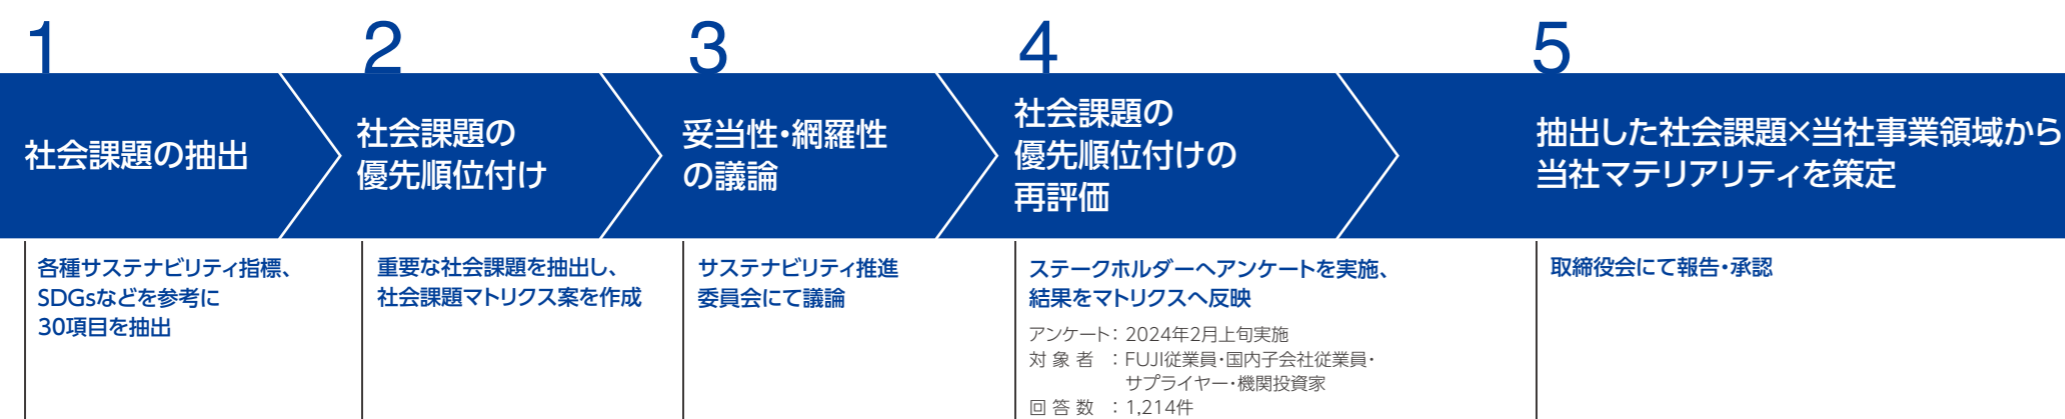 1
社会課題の抽出
各種サステナビリティ指標、
SDGsなどを参考に
30項目を抽出
2
社会課題の
優先順位付け
重要な社会課題を抽出し、
社会課題マトリクス案を作成
3
妥当性・網羅性
の議論
サステナビリティ推進
委員会にて議論
4
社会課題の
優先順位付けの
再評価
ステークホルダーへアンケートを実施、
結果をマトリクスへ反映
アンケート： 2024年2月上旬実施
対 象 者 ： FUJI従業員・国内子会社従業員・
サプライヤー・機関投資家
回 答 数 ： 1,214件
5
抽出した社会課題×当社事業領域から
当社マテリアリティを策定
取締役会にて報告・承認